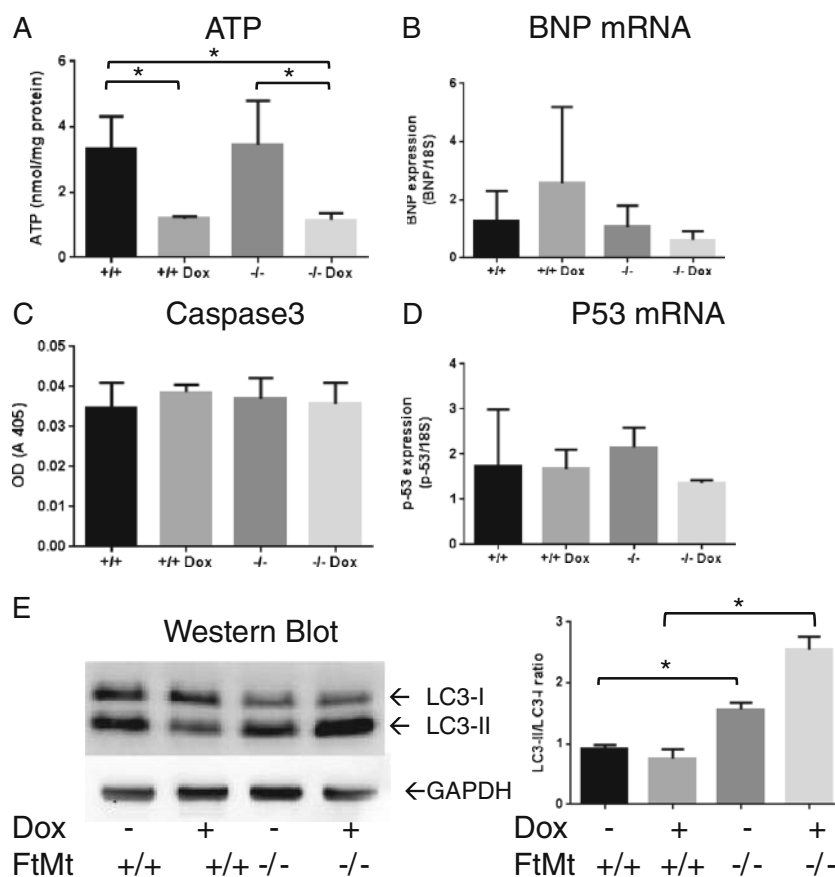 A
ATP
*
*
*
ATP (nmol/mg protein)
6
4
2
0
+/+
+/+ Dox
-/-
-/- Dox
B
BNP mRNA
BNP expression
(BNP/18S)
6
4
2
0
+/+
+/+ Dox
-/-
-/- Dox
C
Caspase3
OD (A 405)
0.05
0.04
0.03
0.02
0.01
0.00
+/+
+/+ Dox
-/-
-/- Dox
D
P53 mRNA
p-53 expression
(p-53/18S)
4
3
2
1
0
+/+
+/+ Dox
-/-
-/- Dox
E
Western Blot
← LC3-I
← LC3-II
←GAPDH
Dox - + - +
FtMt +/+ +/+ -/- -/-
LC3-II/LC3-I ratio
3
2
1
0
*
*
Dox - + - +
FtMt +/+ +/+ -/- -/-